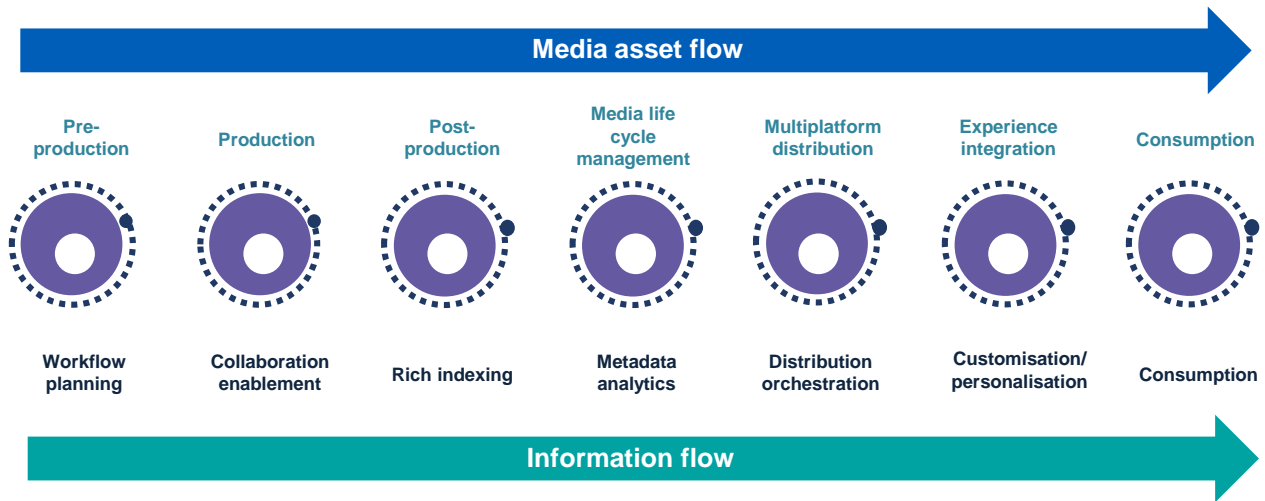 Media asset flow
Pre-
production
Production
Post-
production
Media life
cycle
management
Multiplatform
distribution
Experience
integration
Consumption
Workflow
planning
Collaboration
enablement
Rich indexing
Metadata
analytics
Distribution
orchestration
Customisation/
personalisation
Consumption
Information flow